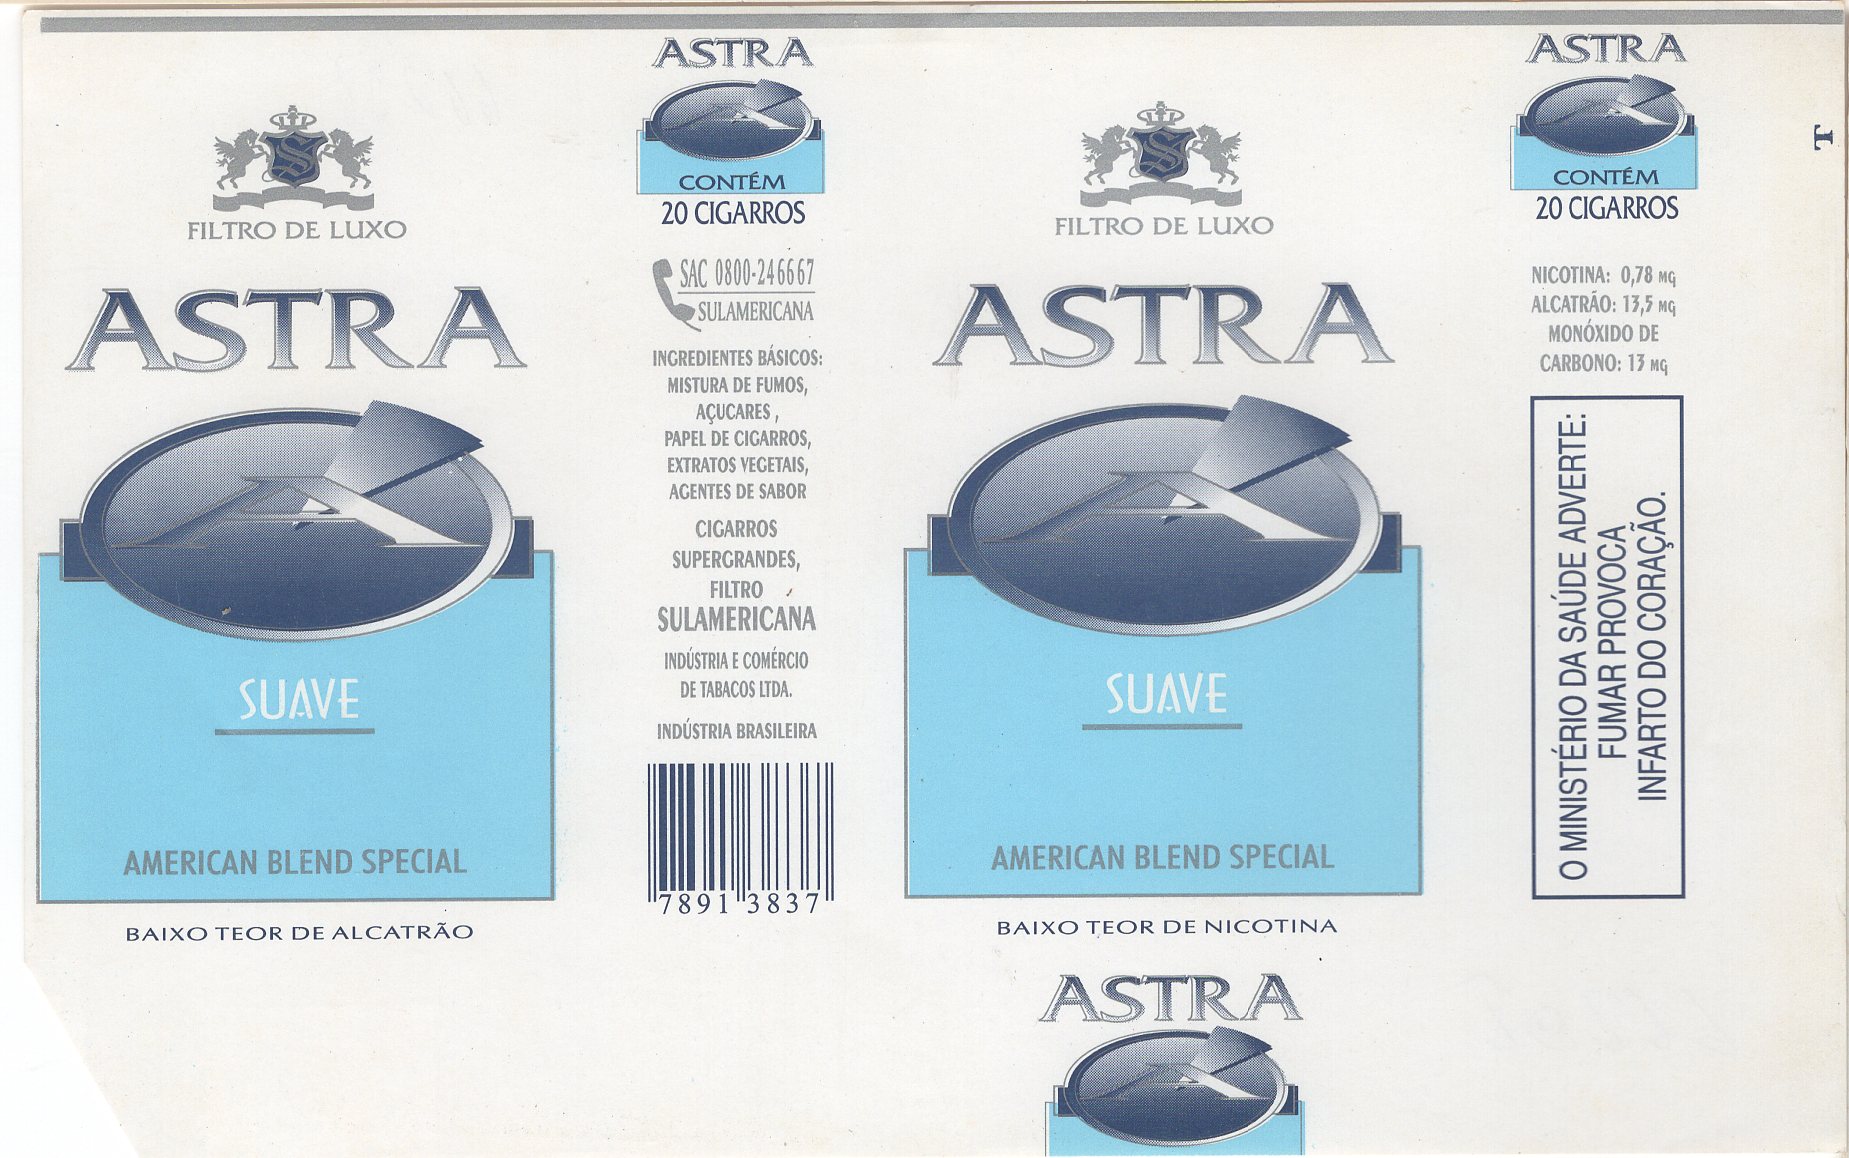 FILTRO DE LUXO
ASTRA
SUAVE
AMERICAN BLEND SPECIAL
BAIXO TEOR DE ALCATRÃO
ASTRA
CONTÉM
20 CIGARROS
SAC 0800-246667
SULAMERICANA
INGREDIENTES BÁSICOS:
MISTURA DE FUMOS,
AÇUCARES ,
PAPEL DE CIGARROS,
EXTRATOS VEGETAIS,
AGENTES DE SABOR
CIGARROS
SUPERGRANDES,
FILTRO
SULAMERICANA
INDÚSTRIA E COMÉRCIO
DE TABACOS LTDA.
INDÚSTRIA BRASILEIRA
7891 3837
S
FILTRO DE LUXO
ASTRA
SUAVE
AMERICAN BLEND SPECIAL
BAIXO TEOR DE NICOTINA
ASTRA
ASTRA
CONTÉM
20 CIGARROS
NICOTINA: 0,78 MG
ALCATRÃO: 13,5 MG
MONÓXIDO DE
CARBONO: 13 MG
O MINISTÉRIO DA SAÚDE ADVERTE:
FUMAR PROVOCA
INFARTO DO CORAÇÃO.
T